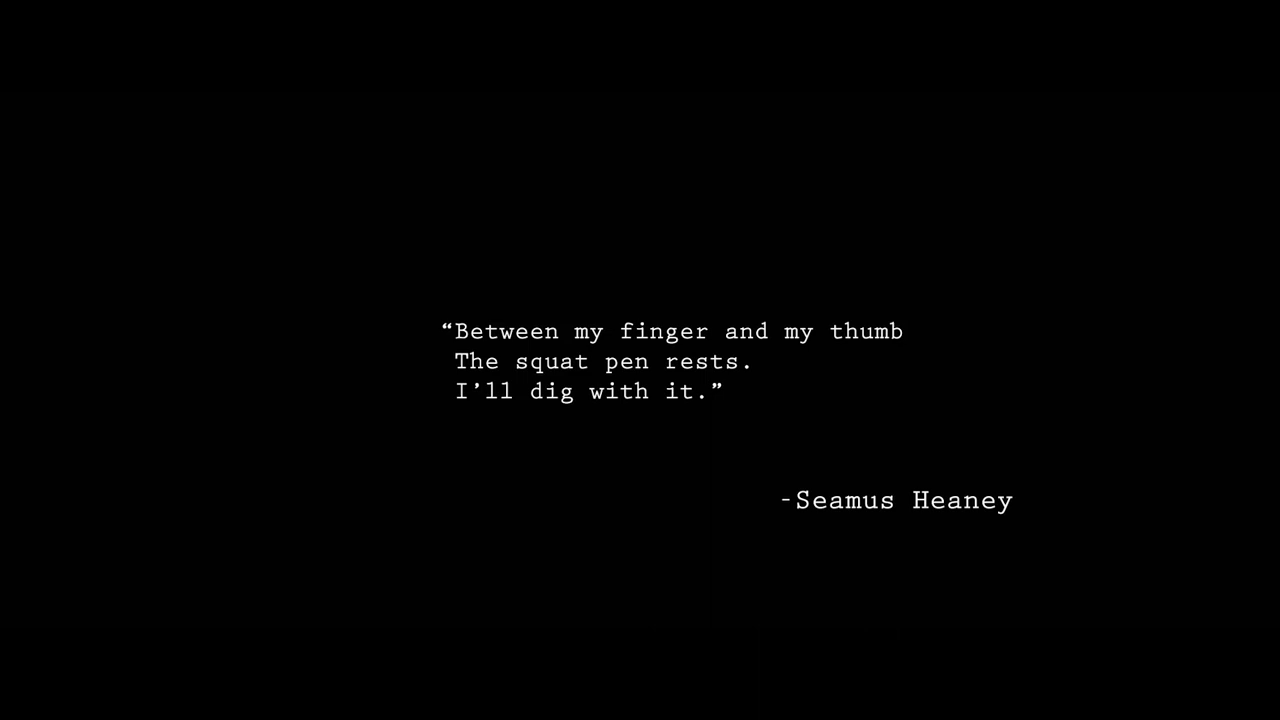 “Between my finger and my thumb
The squat pen rests.
I’ll dig with it.”
-Seamus Heaney